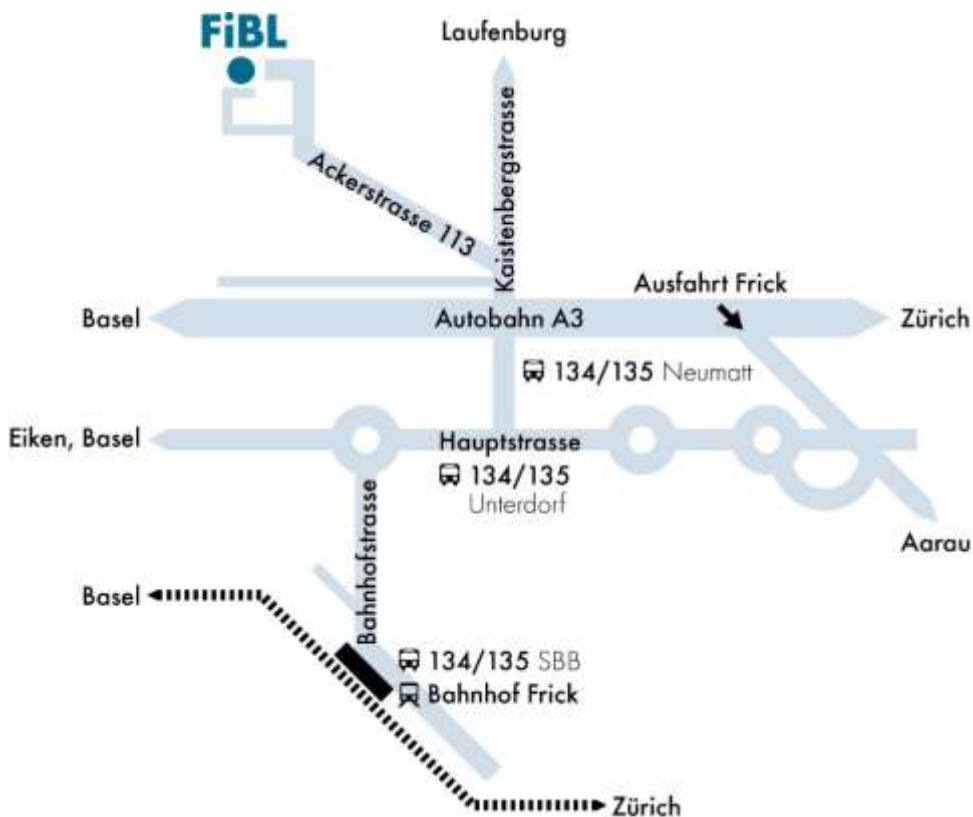 FiBL
Laufenburg
Kaistenbergstrasse
Ackerstrasse 113
Ausfahrt Frick
Basel
Autobahn A3
Zürich
134/135 Neumatt
Eiken, Basel
Hauptstrasse
134/135
Unterdorf
Bahnhofstrasse
Aarau
Basel
134/135 SBB
Bahnhof Frick
Zürich